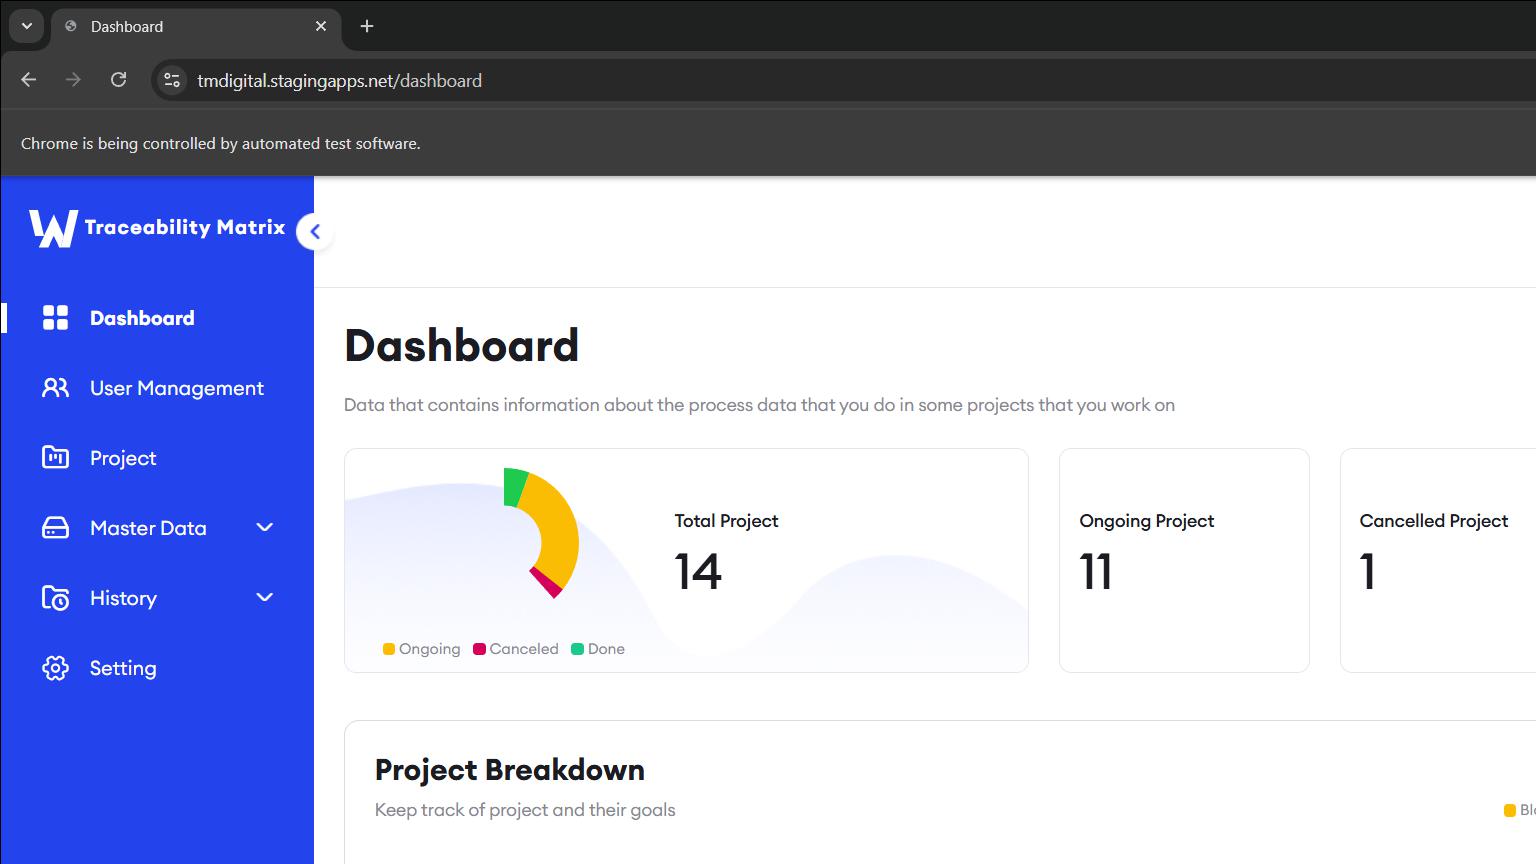 Dashboard
tmdigital.stagingapps.net/dashboard
Chrome is being controlled by automated test software.
Traceability Matrix
Dashboard
User Management
Project
Master Data
History
Setting
Dashboard
Data that contains information about the process data that you do in some projects that you work on
Total Project
14
Ongoing Canceled Done
Ongoing Project
11
Cancelled Project
1
Project Breakdown
Keep track of project and their goals